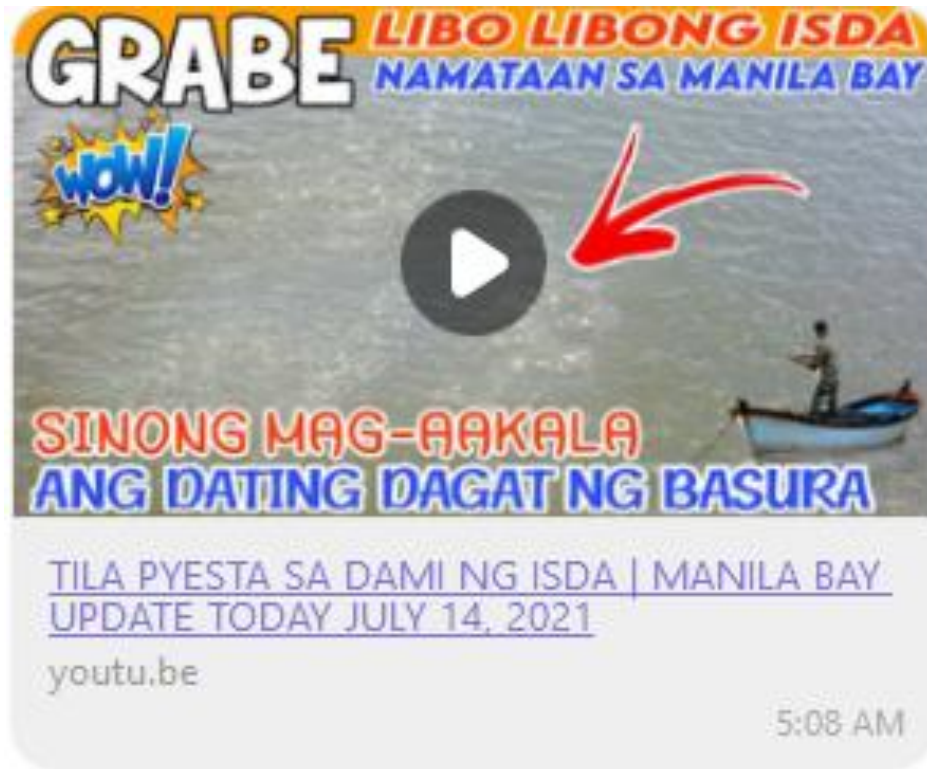 GRABE LIBO LIBONG ISDA
NAMATAAN SA MANILA BAY
WOW!
SINONG MAG-AAKALA
ANG DATING DAGAT NG BASURA
TILA PYESTA SA DAMI NG ISDA | MANILA BAY
UPDATE TODAY JULY 14, 2021
youtu.be
5:08 AM